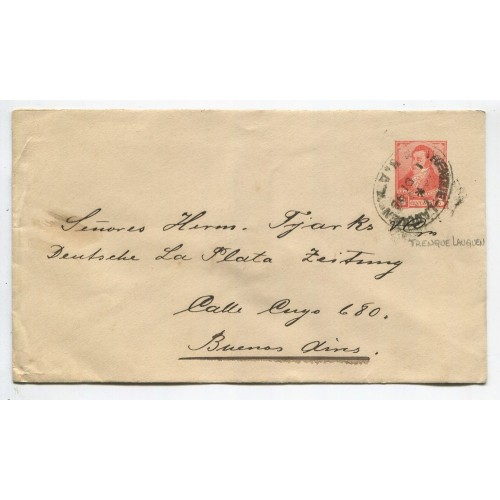 Señores Herm. Tjarks
Deutsche La Plata Zeitung
Calle Cuyo 680.
Buenos Aires.
TRENQUE LAUQUEN